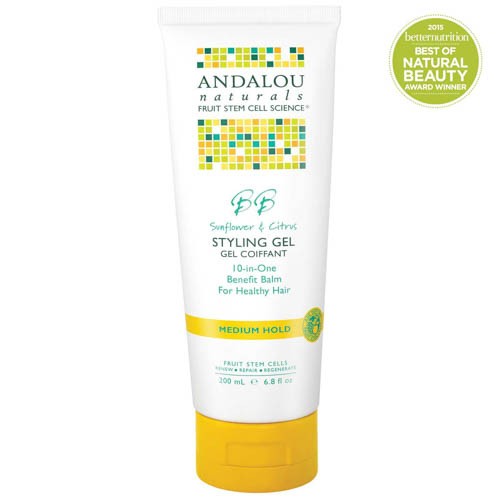 2015
betternutrition
BEST OF
NATURAL
BEAUTY
AWARD WINNER
ANDALOU
naturals
FRUIT STEM CELL SCIENCE®
BB
Sunflower & Citrus
STYLING GEL
GEL COIFFANT
10-in-One
Benefit Balm
For Healthy Hair
MEDIUM HOLD
FRUIT STEM CELLS
RENEW • REPAIR • REGENERATE
200 mL ℮ 6.8 fl oz